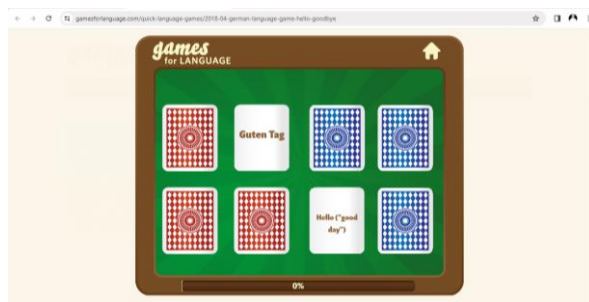 gamesforlanguage.com/quick-language-games/2018-04-german-language-game-hello-goodbye
games
for LANGUAGE
Guten Tag
Hello ("good
day")
0%